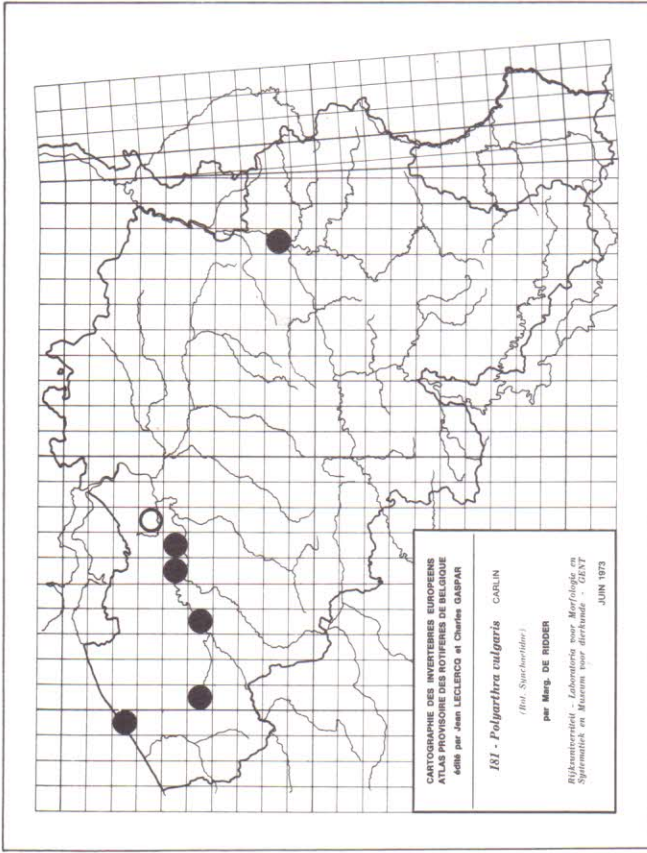 CARTOGRAPHIE DES INVERTEBRES EUROPEENS
ATLAS PROVISOIRE DES ROTIFERES DE BELGIQUE
édité par Jean LECLERCQ et Charles GASPAR
181 - Polyarthra vulgaris CARLIN
(Rot. Synchaetidae)
par Marg. DE RIDDER
Rijksuniversiteit - Laboratoria voor Morfologie en
Systematiek en Museum voor dierkunde - GENT
JUIN 1973